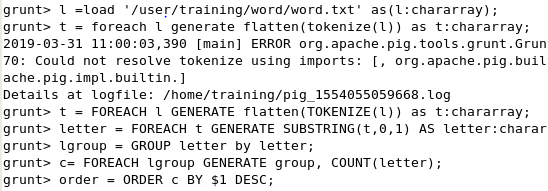 grunt> l =load '/user/training/word/word.txt' as(l:chararray);
grunt> t = foreach l generate flatten(tokenize(l)) as t:chararray;
2019-03-31 11:00:03,390 [main] ERROR org.apache.pig.tools.grunt.Grun
70: Could not resolve tokenize using imports: [, org.apache.pig.buil
ache.pig.impl.builtin.]
Details at logfile: /home/training/pig_1554055059668.log
grunt> t = FOREACH l GENERATE flatten(TOKENIZE(l)) as t:chararray;
grunt> letter = FOREACH t GENERATE SUBSTRING(t,0,1) AS letter:charar
grunt> lgroup = GROUP letter by letter;
grunt> c= FOREACH lgroup GENERATE group, COUNT(letter);
grunt> order = ORDER c BY $1 DESC;